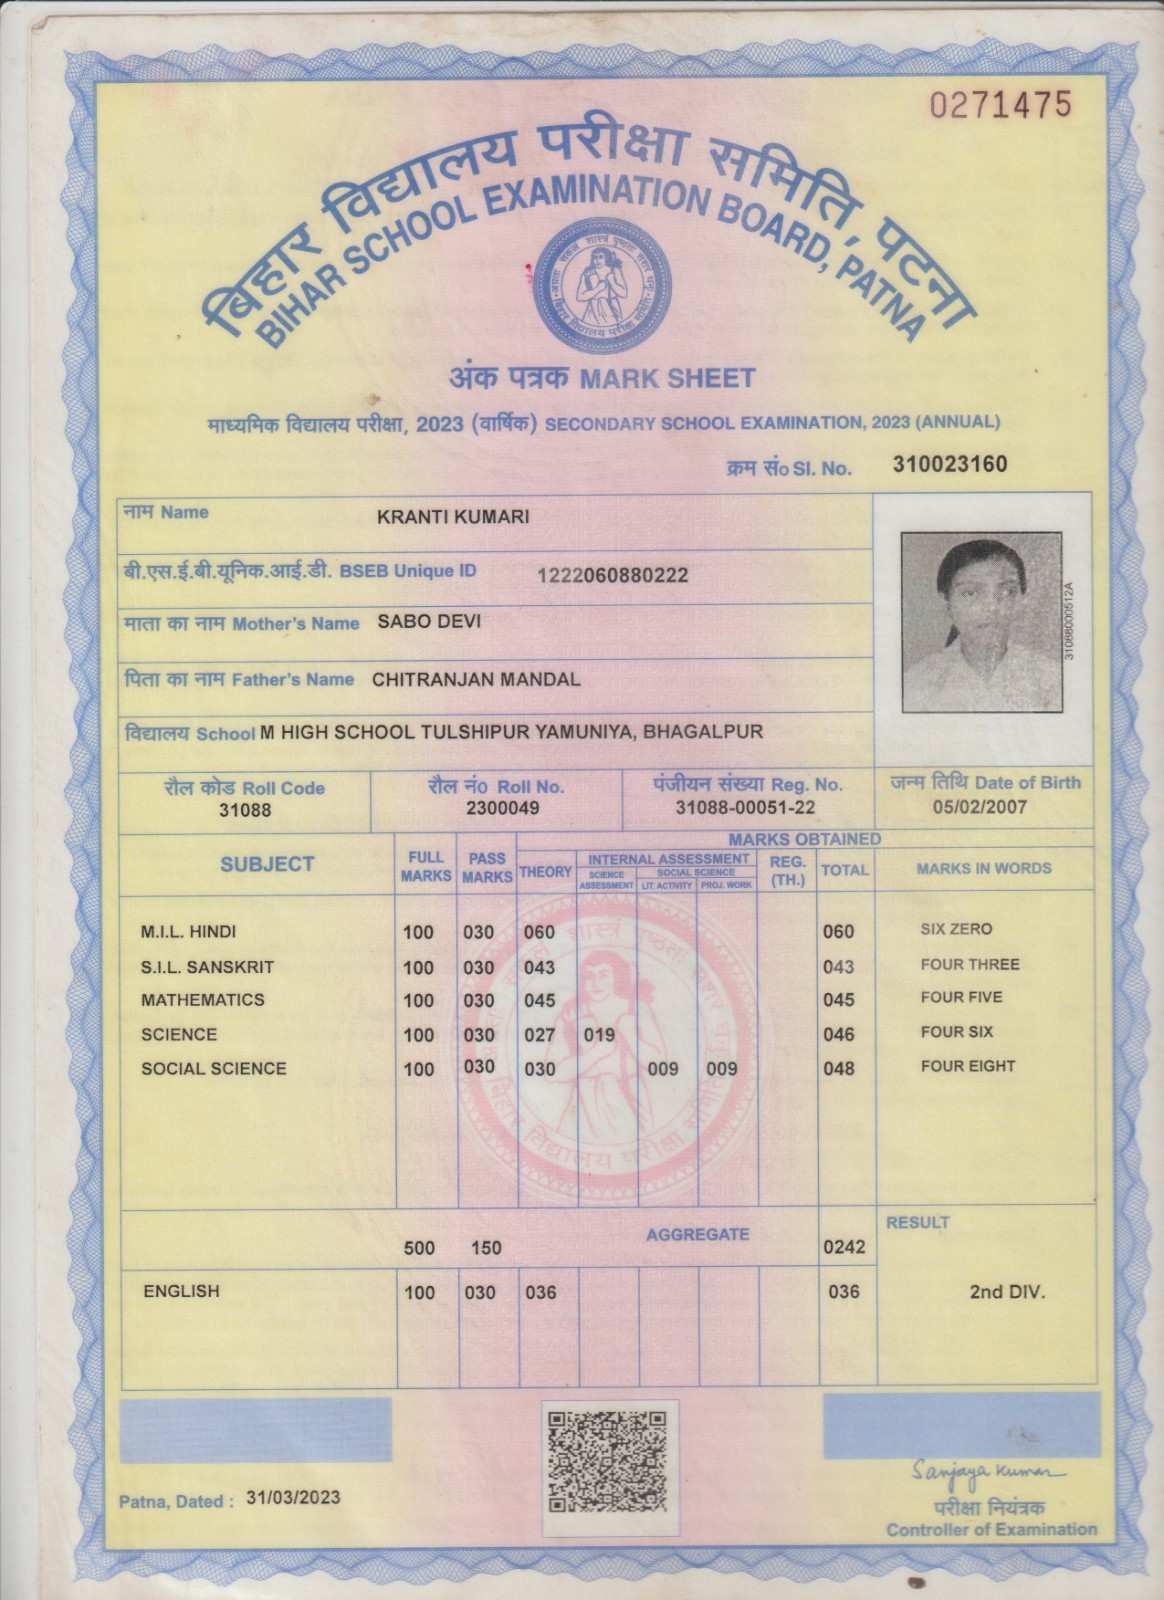 0271475
बिहार विद्यालय परीक्षा समिति, पटना
BIHAR SCHOOL EXAMINATION BOARD, PATNA
बिहार विद्यालय परीक्षा समिति
अंक पत्रक MARK SHEET
माध्यमिक विद्यालय परीक्षा, 2023 (वार्षिक) SECONDARY SCHOOL EXAMINATION, 2023 (ANNUAL)
क्रम सं० Sl. No. 310023160
नाम Name KRANTI KUMARI
बी.एस.ई.बी.यूनिक.आई.डी. BSEB Unique ID 1222060880222
माता का नाम Mother's Name SABO DEVI
पिता का नाम Father's Name CHITRANJAN MANDAL
विद्यालय School M HIGH SCHOOL TULSHIPUR YAMUNIYA, BHAGALPUR
31088000512A
रौल कोड Roll Code रौल नं० Roll No. पंजीयन संख्या Reg. No. जन्म तिथि Date of Birth
31088 2300049 31088-00051-22 05/02/2007
MARKS OBTAINED
SUBJECT FULL MARKS PASS MARKS THEORY INTERNAL ASSESSMENT REG. (TH.) TOTAL MARKS IN WORDS
SCIENCE ASSESSMENT SOCIAL SCIENCE
LIT. ACTIVITY PROJ. WORK
M.I.L. HINDI 100 030 060 060 SIX ZERO
S.I.L. SANSKRIT 100 030 043 043 FOUR THREE
MATHEMATICS 100 030 045 045 FOUR FIVE
SCIENCE 100 030 027 019 046 FOUR SIX
SOCIAL SCIENCE 100 030 030 009 009 048 FOUR EIGHT
बिहार विद्यालय परीक्षा समिति
AGGREGATE RESULT
500 150 0242
ENGLISH 100 030 036 036 2nd DIV.
Sanjaya Kumar
Patna, Dated : 31/03/2023
परीक्षा नियंत्रक
Controller of Examination